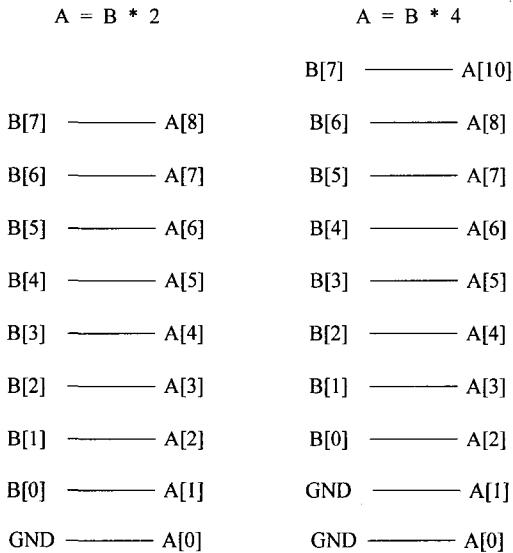 A = B * 2 A = B * 4
B[7] A[10]
B[7] A[8] B[6] A[8]
B[6] A[7] B[5] A[7]
B[5] A[6] B[4] A[6]
B[4] A[5] B[3] A[5]
B[3] A[4] B[2] A[4]
B[2] A[3] B[1] A[3]
B[1] A[2] B[0] A[2]
B[0] A[1] GND A[1]
GND A[0] GND A[0]